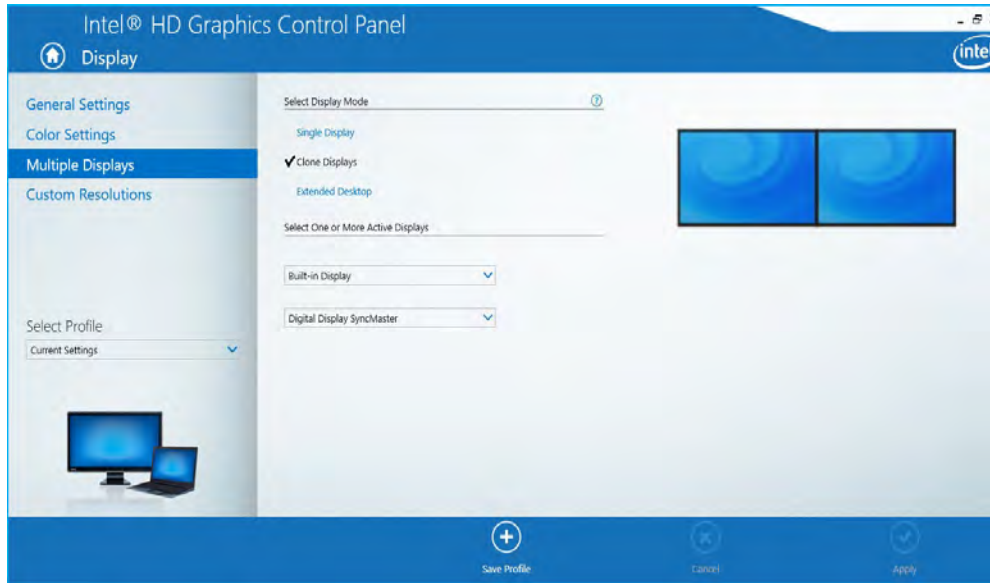 Intel® HD Graphics Control Panel
Display
General Settings
Color Settings
Multiple Displays
Custom Resolutions
Select Profile
Current Settings
Select Display Mode
Single Display
Clone Displays
Extended Desktop
Select One or More Active Displays
Built-in Display
Digital Display SyncMaster
Save Profile
Cancel
Apply